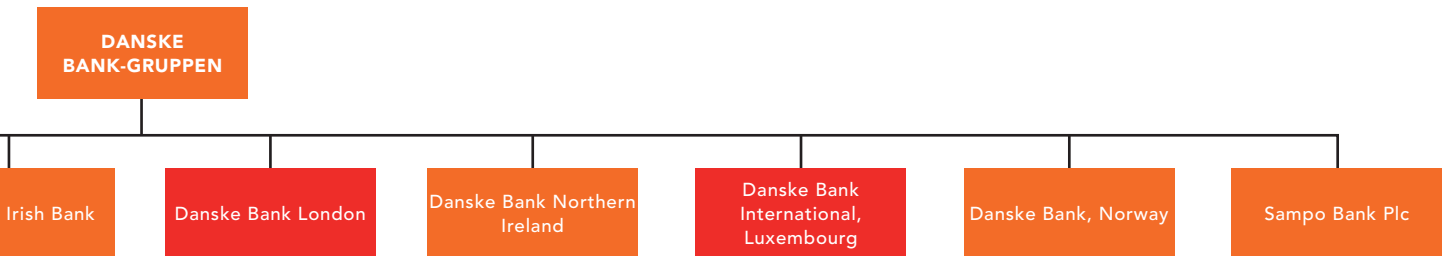 DANSKE
BANK-GRUPPEN
Irish Bank
Danske Bank London
Danske Bank Northern
Ireland
Danske Bank
International,
Luxembourg
Danske Bank, Norway
Sampo Bank Plc